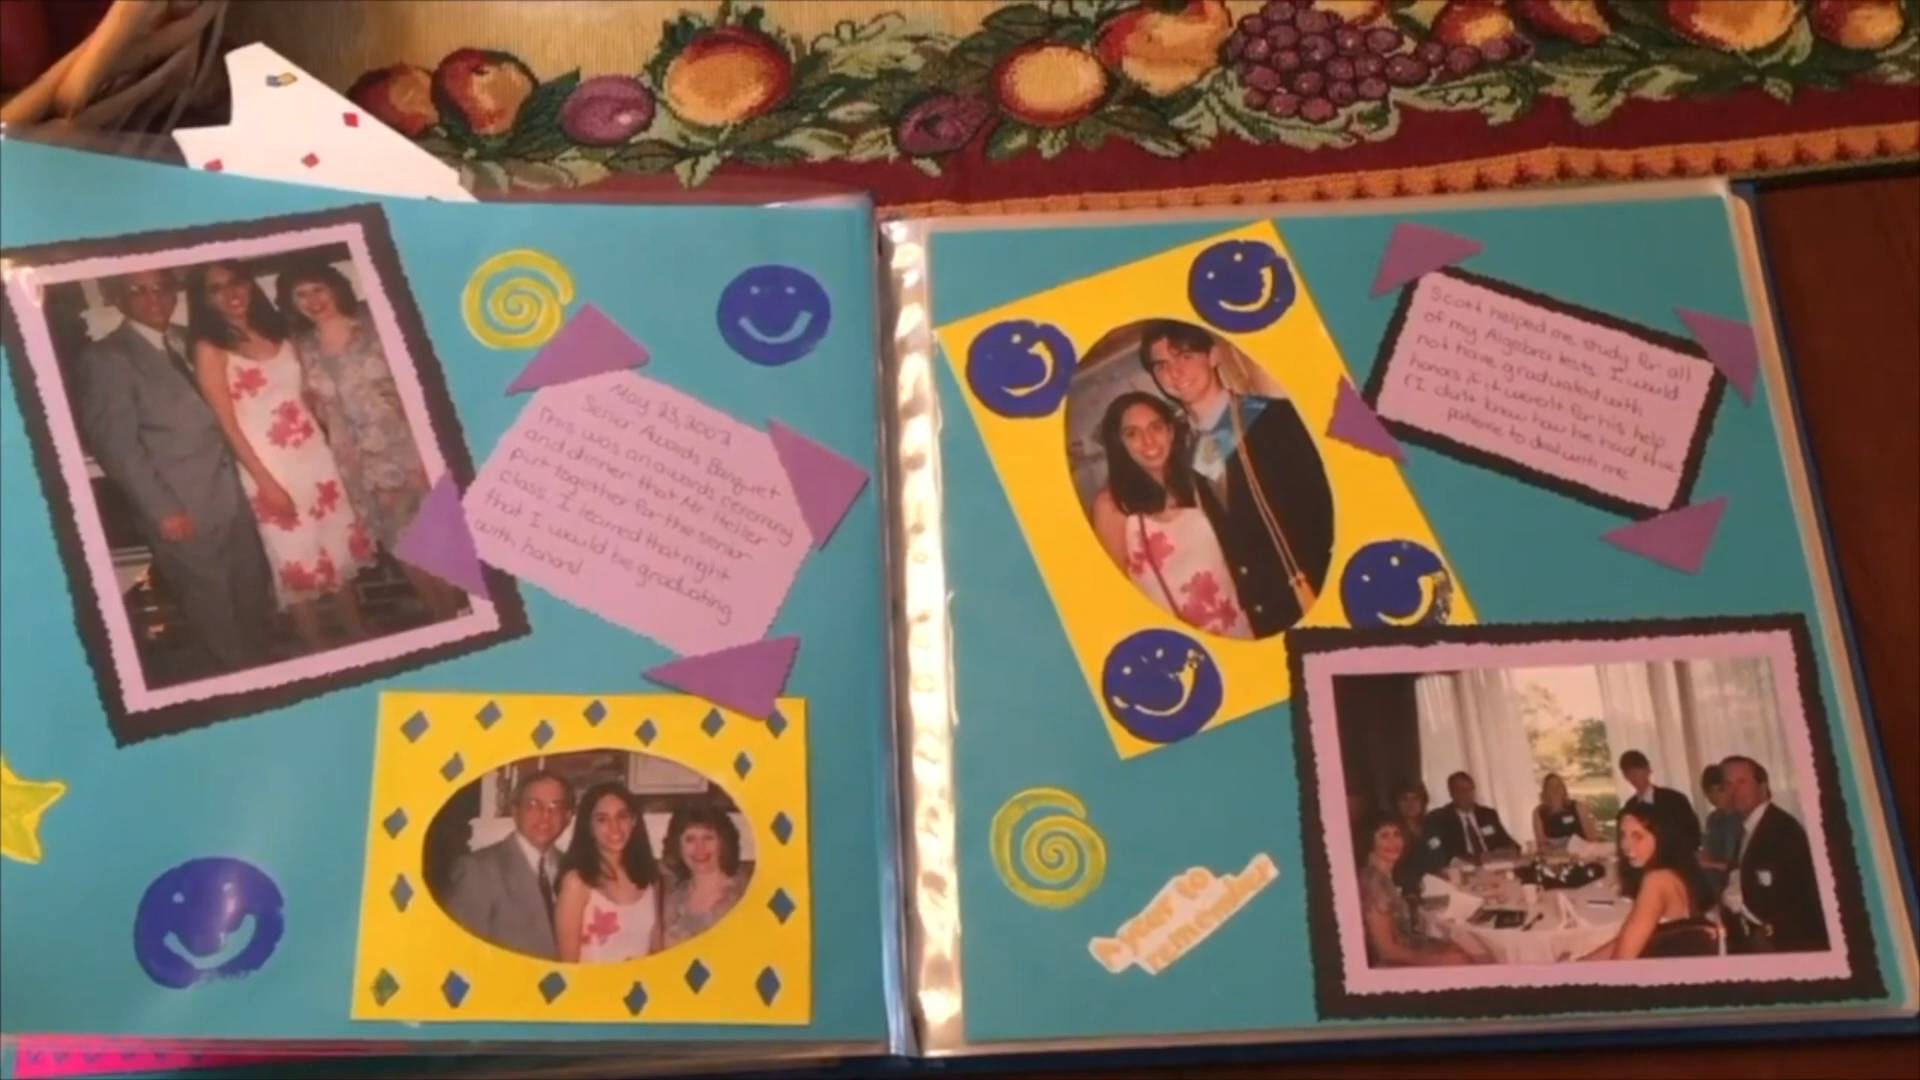 May 23, 2002
Senior Awards Banquet
This was an awards ceromny
and dinner that Mr. Heller
put together for the senior
class. I learned that night
that I would be graduating
with honors!
Scott helped me study for all
of my Algebra tests. I would
not have graduated with
honors if it weren't for his help
(I don't know how he had the
patience to deal with me
A year to
remember